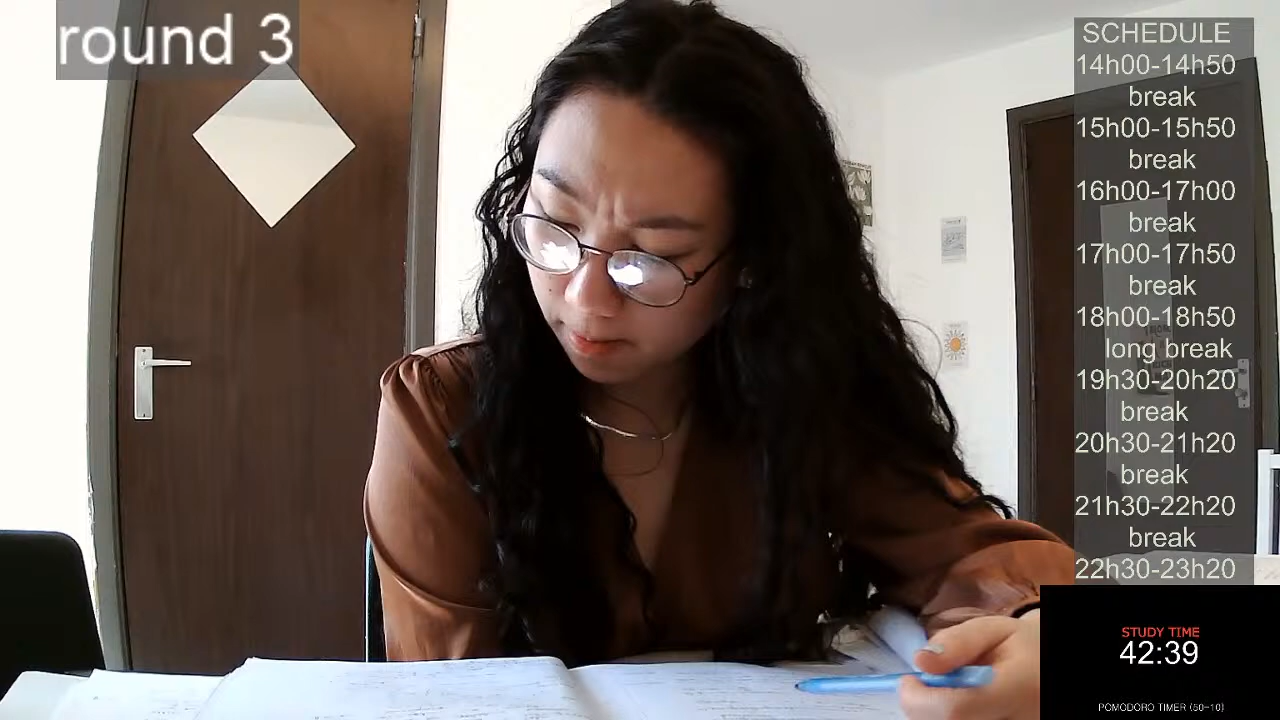 round 3
SCHEDULE
14h00-14h50
break
15h00-15h50
break
16h00-17h00
break
17h00-17h50
break
18h00-18h50
long break
19h30-20h20
break
20h30-21h20
break
21h30-22h20
break
22h30-23h20
STUDY TIME
42:39
POMODORO TIMER (50-10)